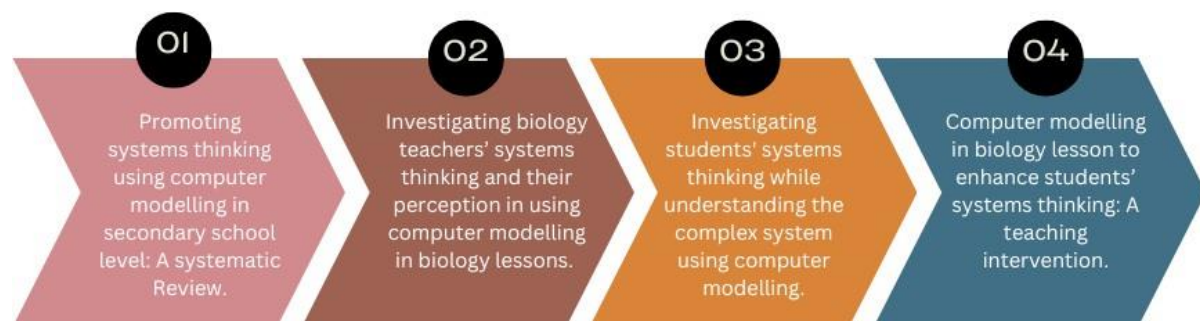 01
Promoting
systems thinking
using computer
modelling in
secondary school
level: A systematic
Review.
02
Investigating biology
teachers’ systems
thinking and their
perception in using
computer modelling
in biology lessons.
03
Investigating
students' systems
thinking while
understanding the
complex system
using computer
modelling.
04
Computer modelling
in biology lesson to
enhance students’
systems thinking: A
teaching
intervention.